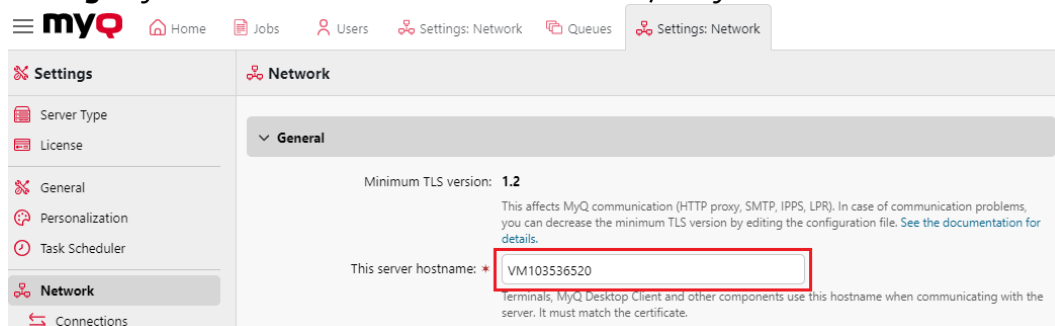 myQ
Home
Jobs
Users
Settings: Network
Queues
Settings: Network
Settings
Network
Server Type
License
General
Personalization
Task Scheduler
Network
Connections
General
Minimum TLS version: 1.2
This affects MyQ communication (HTTP proxy, SMTP, IPPS, LPR). In case of communication problems,
you can decrease the minimum TLS version by editing the configuration file. See the documentation for
details.
This server hostname: * VM103536520
Terminals, MyQ Desktop Client and other components use this hostname when communicating with the
server. It must match the certificate.